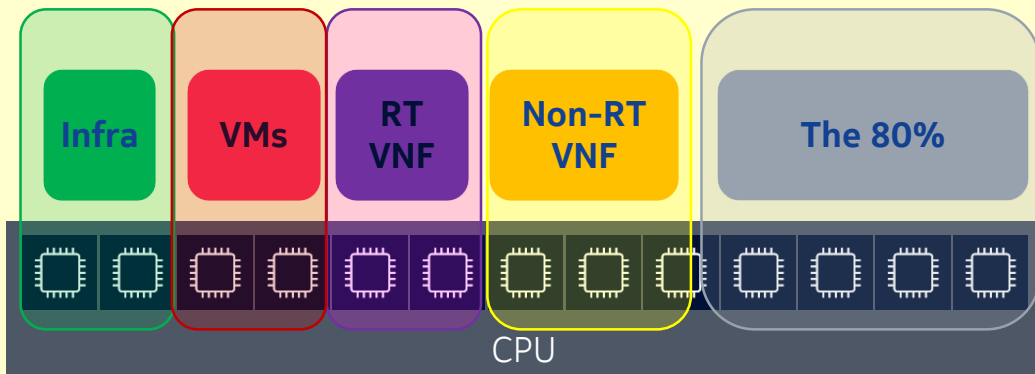 Infra
VMs
RT
VNF
Non-RT
VNF
The 80%
CPU